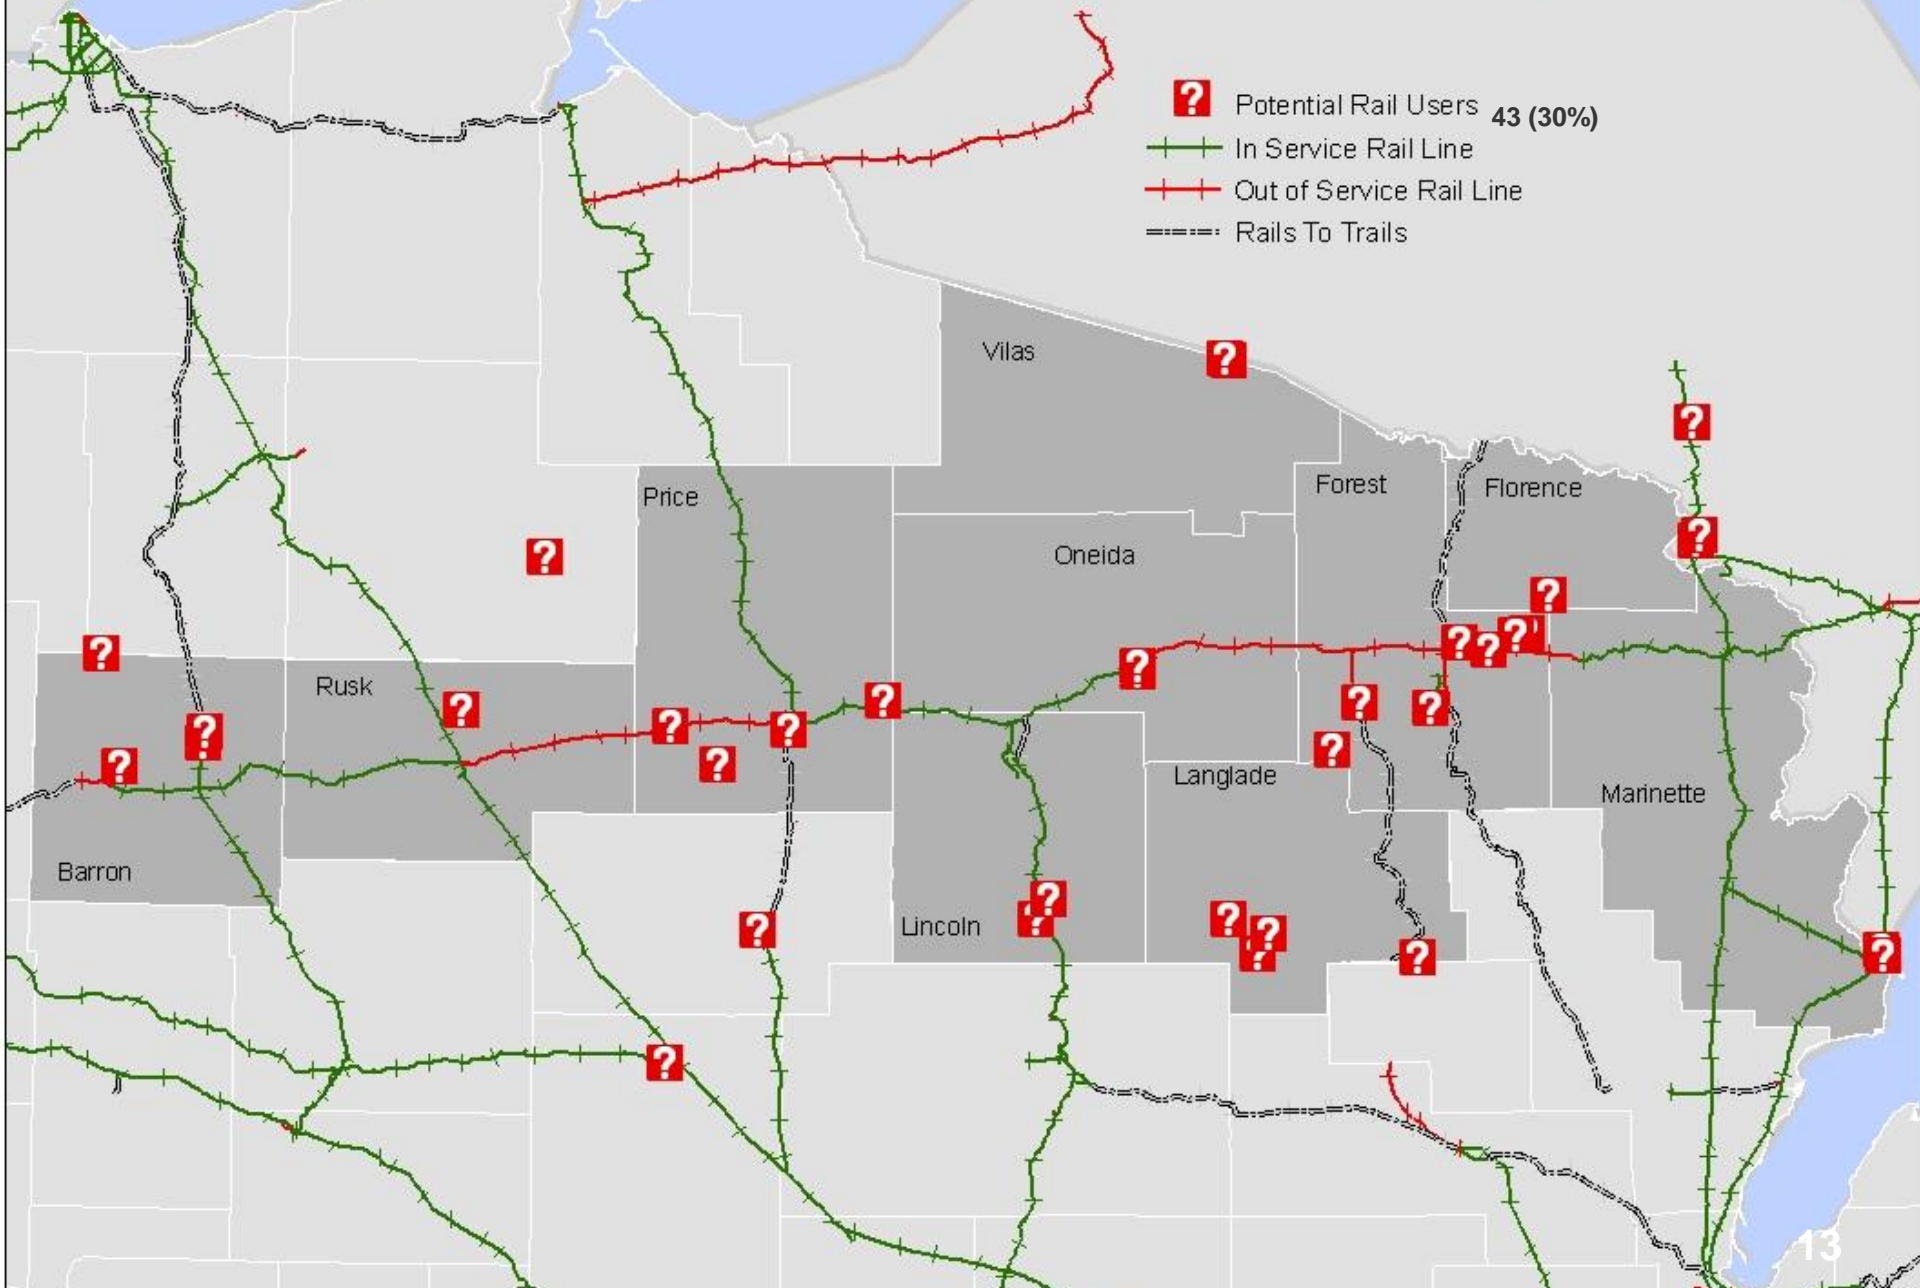 Potential Rail Users 43 (30%)
In Service Rail Line
Out of Service Rail Line
Rails To Trails
Vilas
Forest
Florence
Price
Oneida
Rusk
Langlade
Marinette
Barron
Lincoln
13